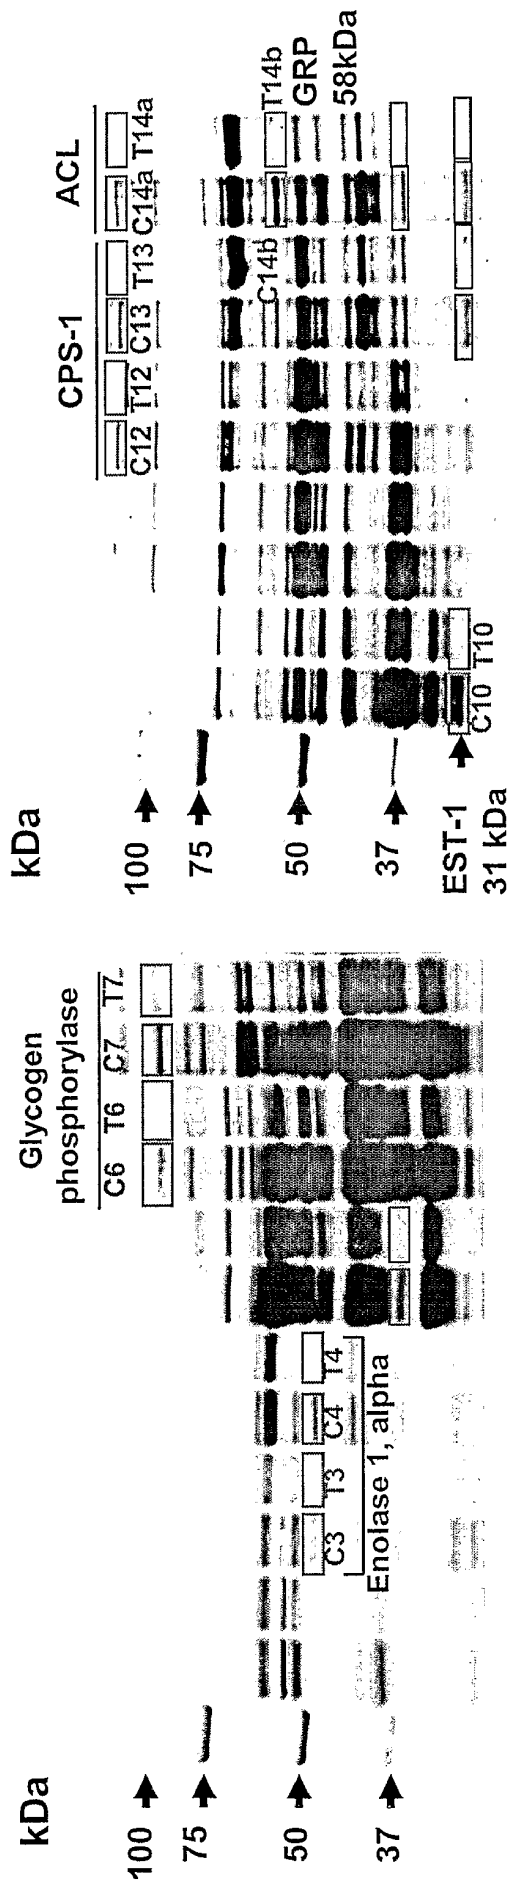 kDa
100
75
50
37
Glycogen
phosphorylase
C6 T6 C7 T7
C3 T3 C4 T4
Enolase 1, alpha
kDa
100
75
50
37
EST-1
31 kDa
CPS-1 ACL
C12 T12 C13 T13 C14a T14a
C14b T14b
GRP
58kDa
C10 T10